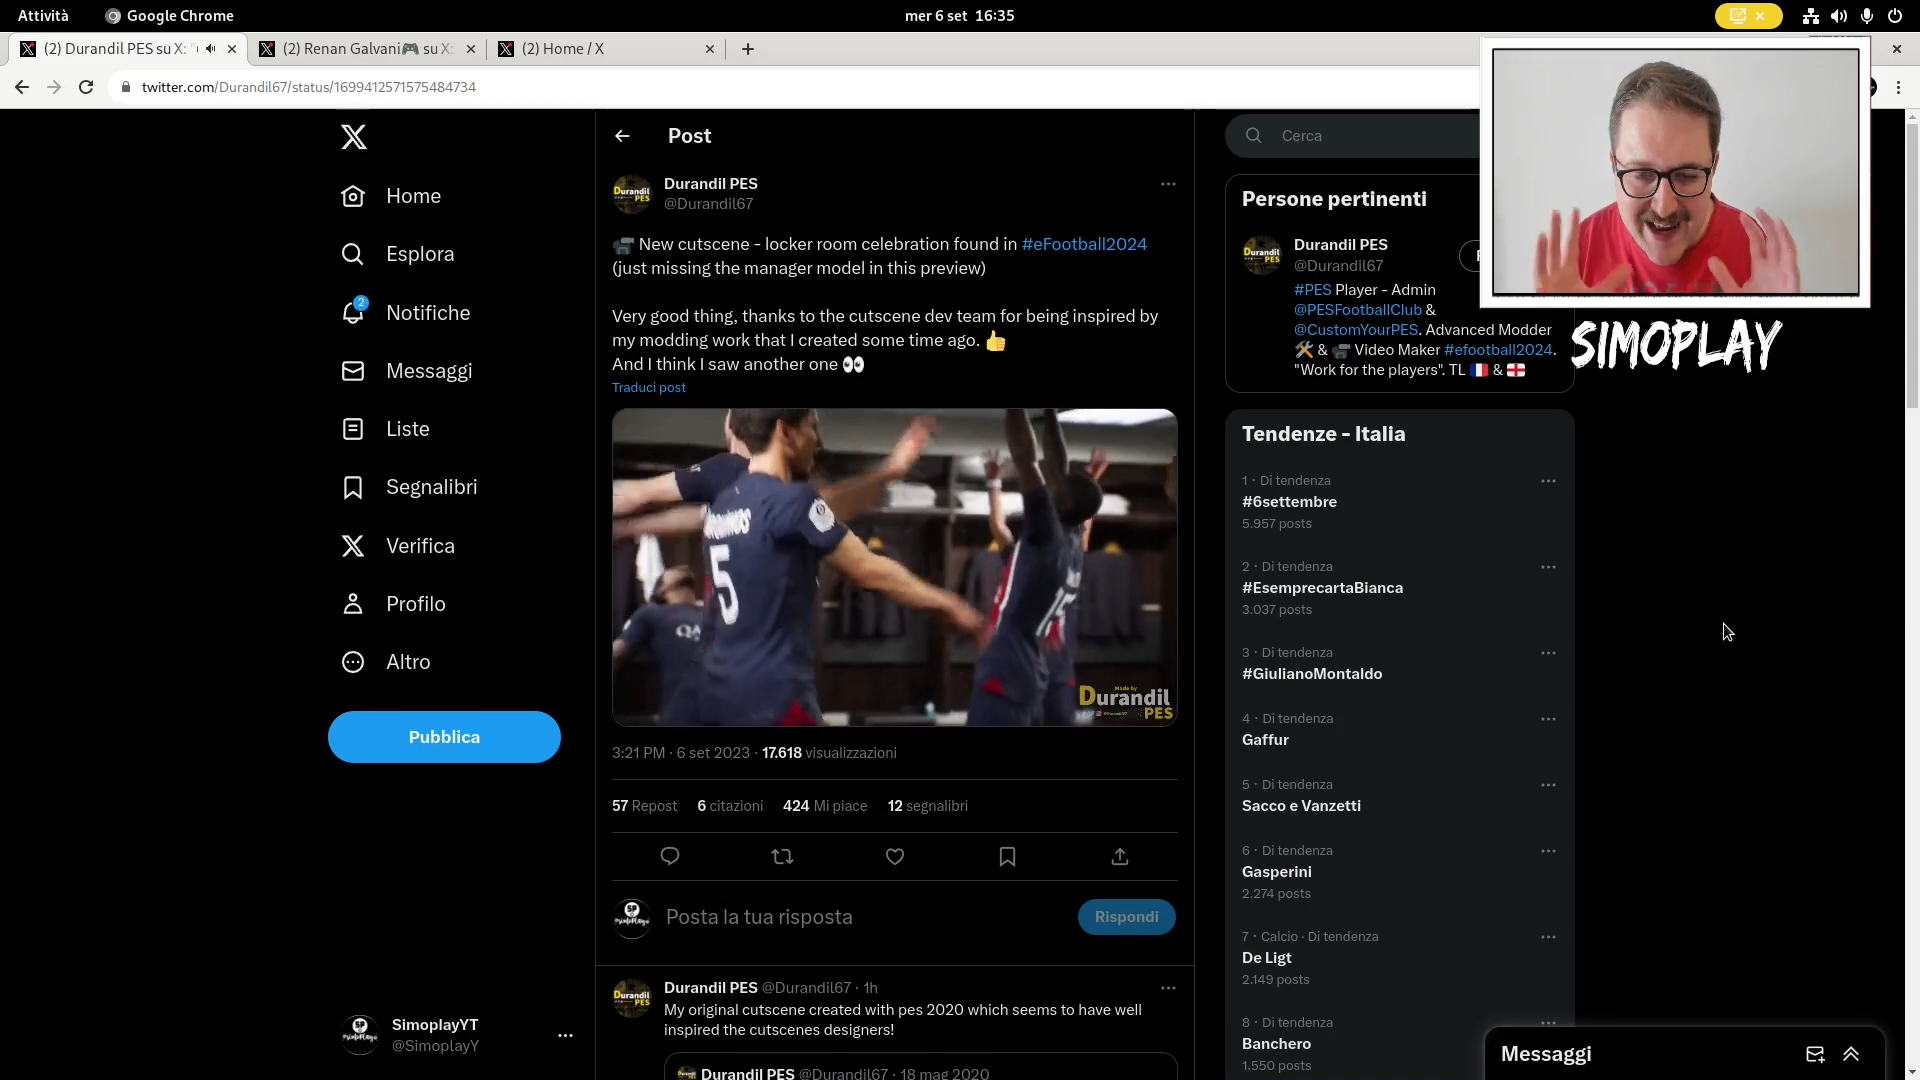 Attività
Google Chrome
mer 6 set 16:35
(2) Durandil PES su X: "
(2) Renan Galvani🎮 su X:
(2) Home / X
twitter.com/Durandil67/status/1699412571575484734
Home
Esplora
2
Notifiche
Messaggi
Liste
Segnalibri
Verifica
Profilo
Altro
Pubblica
SimoplayYT
@SimoplayY
Post
Durandil PES
@Durandil67
New cutscene - locker room celebration found in #eFootball2024
(just missing the manager model in this preview)
Very good thing, thanks to the cutscene dev team for being inspired by
my modding work that I created some time ago. 👍
And I think I saw another one 👀
Traduci post
5
15
QA
Made by
Durandil
PES
3:21 PM · 6 set 2023 · 17.618 visualizzazioni
57 Repost 6 citazioni 424 Mi piace 12 segnalibri
Posta la tua risposta
Rispondi
Durandil PES @Durandil67 · 1h
My original cutscene created with pes 2020 which seems to have well
inspired the cutscenes designers!
Durandil PES @Durandil67 · 18 mag 2020
Cerca
Persone pertinenti
Durandil PES
@Durandil67
#PES Player - Admin
@PESFootballClub &
@CustomYourPES. Advanced Modder
🛠 & 📹 Video Maker #efootball2024.
"Work for the players". TL 🇫🇷 & 🏴󠁧󠁢󠁥󠁮󠁧󠁿
SIMOPLAY
Tendenze - Italia
1 · Di tendenza
#6settembre
5.957 posts
2 · Di tendenza
#EsemprecartaBianca
3.037 posts
3 · Di tendenza
#GiulianoMontaldo
4 · Di tendenza
Gaffur
5 · Di tendenza
Sacco e Vanzetti
6 · Di tendenza
Gasperini
2.274 posts
7 · Calcio · Di tendenza
De Ligt
2.149 posts
8 · Di tendenza
Banchero
1.550 posts
Messaggi